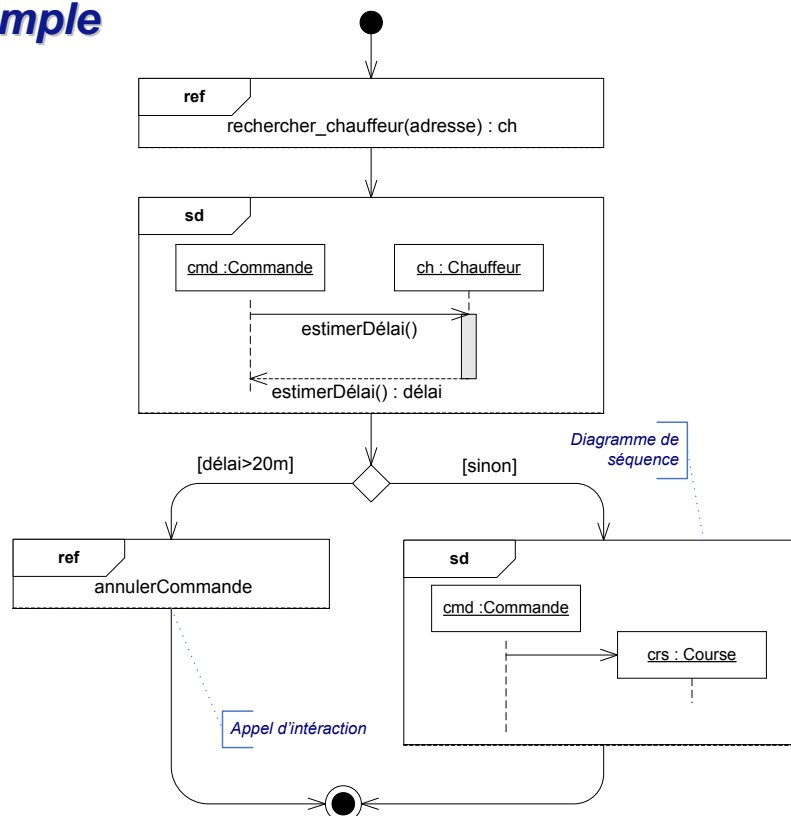 mple
ref
rechercher_chauffeur(adresse) : ch
sd
cmd :Commande
ch : Chauffeur
estimerDélai()
estimerDélai() : délai
[délai>20m]
[sinon]
Diagramme de
séquence
ref
annulerCommande
sd
cmd :Commande
crs : Course
Appel d'intéraction